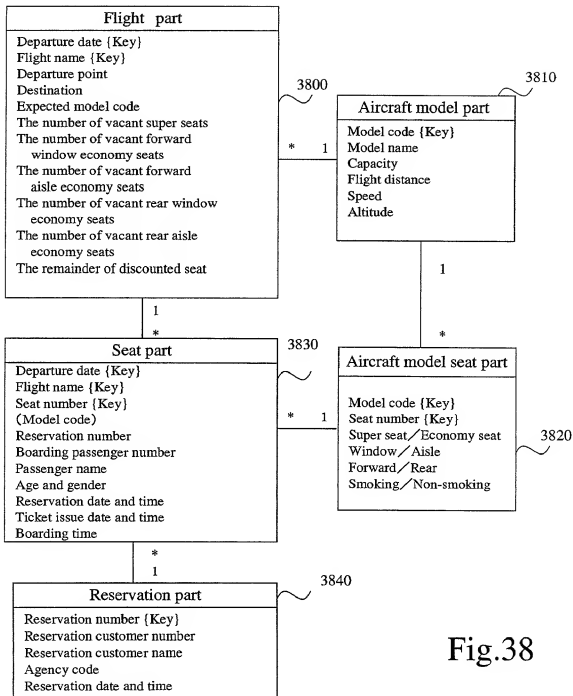 Flight part
Departure date {Key}
Flight name {Key}
Departure point
Destination
Expected model code
The number of vacant super seats
The number of vacant forward
window economy seats
The number of vacant forward
aisle economy seats
The number of vacant rear window
economy seats
The number of vacant rear aisle
economy seats
The remainder of discounted seat
3800
* 1
3810
Aircraft model part
Model code {Key}
Model name
Capacity
Flight distance
Speed
Altitude
1
*
1
*
Seat part
Departure date {Key}
Flight name {Key}
Seat number {Key}
(Model code)
Reservation number
Boarding passenger number
Passenger name
Age and gender
Reservation date and time
Ticket issue date and time
Boarding time
3830
* 1
Aircraft model seat part
Model code {Key}
Seat number {Key}
Super seat/Economy seat
Window/Aisle
Forward/Rear
Smoking/Non-smoking
3820
*
1
3840
Reservation part
Reservation number {Key}
Reservation customer number
Reservation customer name
Agency code
Reservation date and time
Fig.38